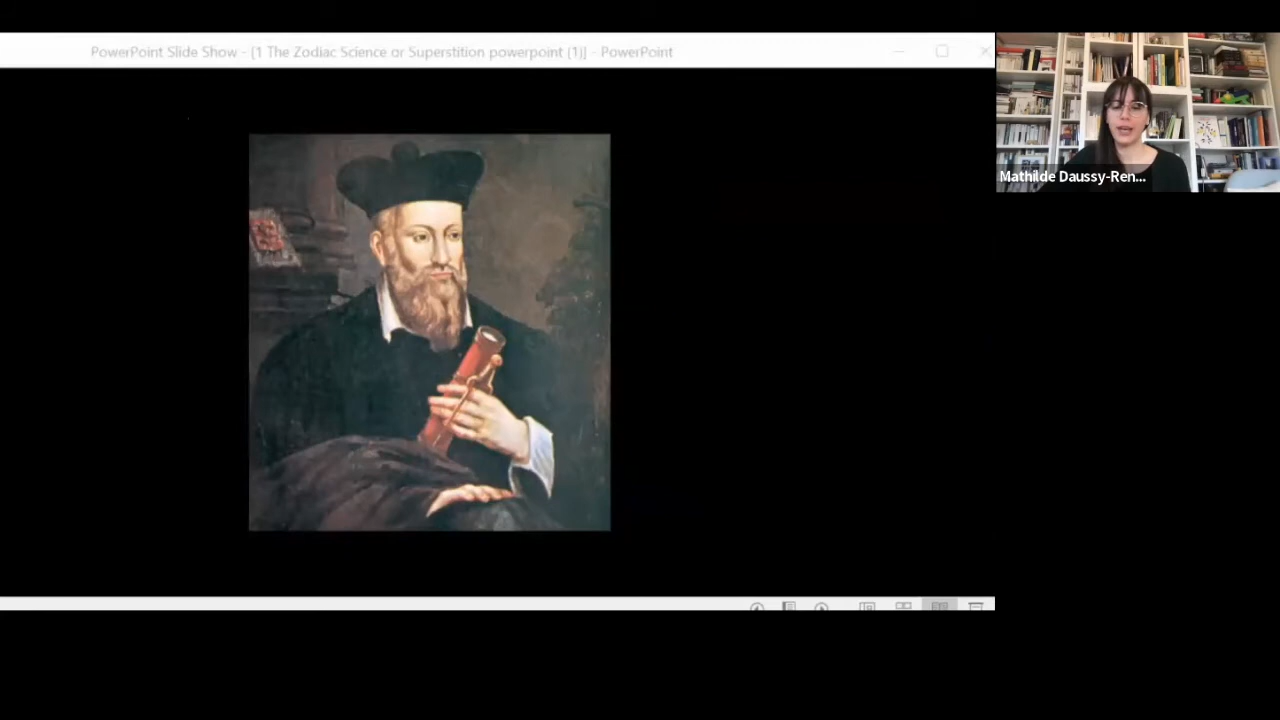 PowerPoint Slide Show - [1 The Zodiac Science or Superstition powerpoint (1)] - PowerPoint
Mathilde Daussy-Ren...